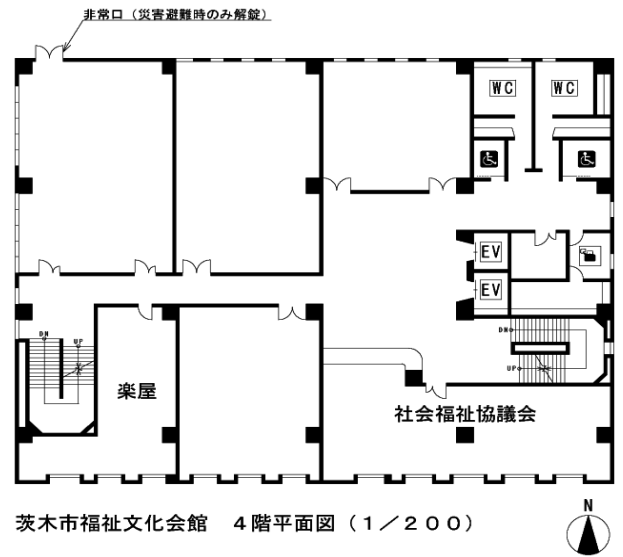 非常口（災害避難時のみ解錠）
WC
WC
EV
EV
DN
UP
DN
UP
楽屋
社会福祉協議会
茨木市福祉文化会館　４階平面図（１／２００）
N